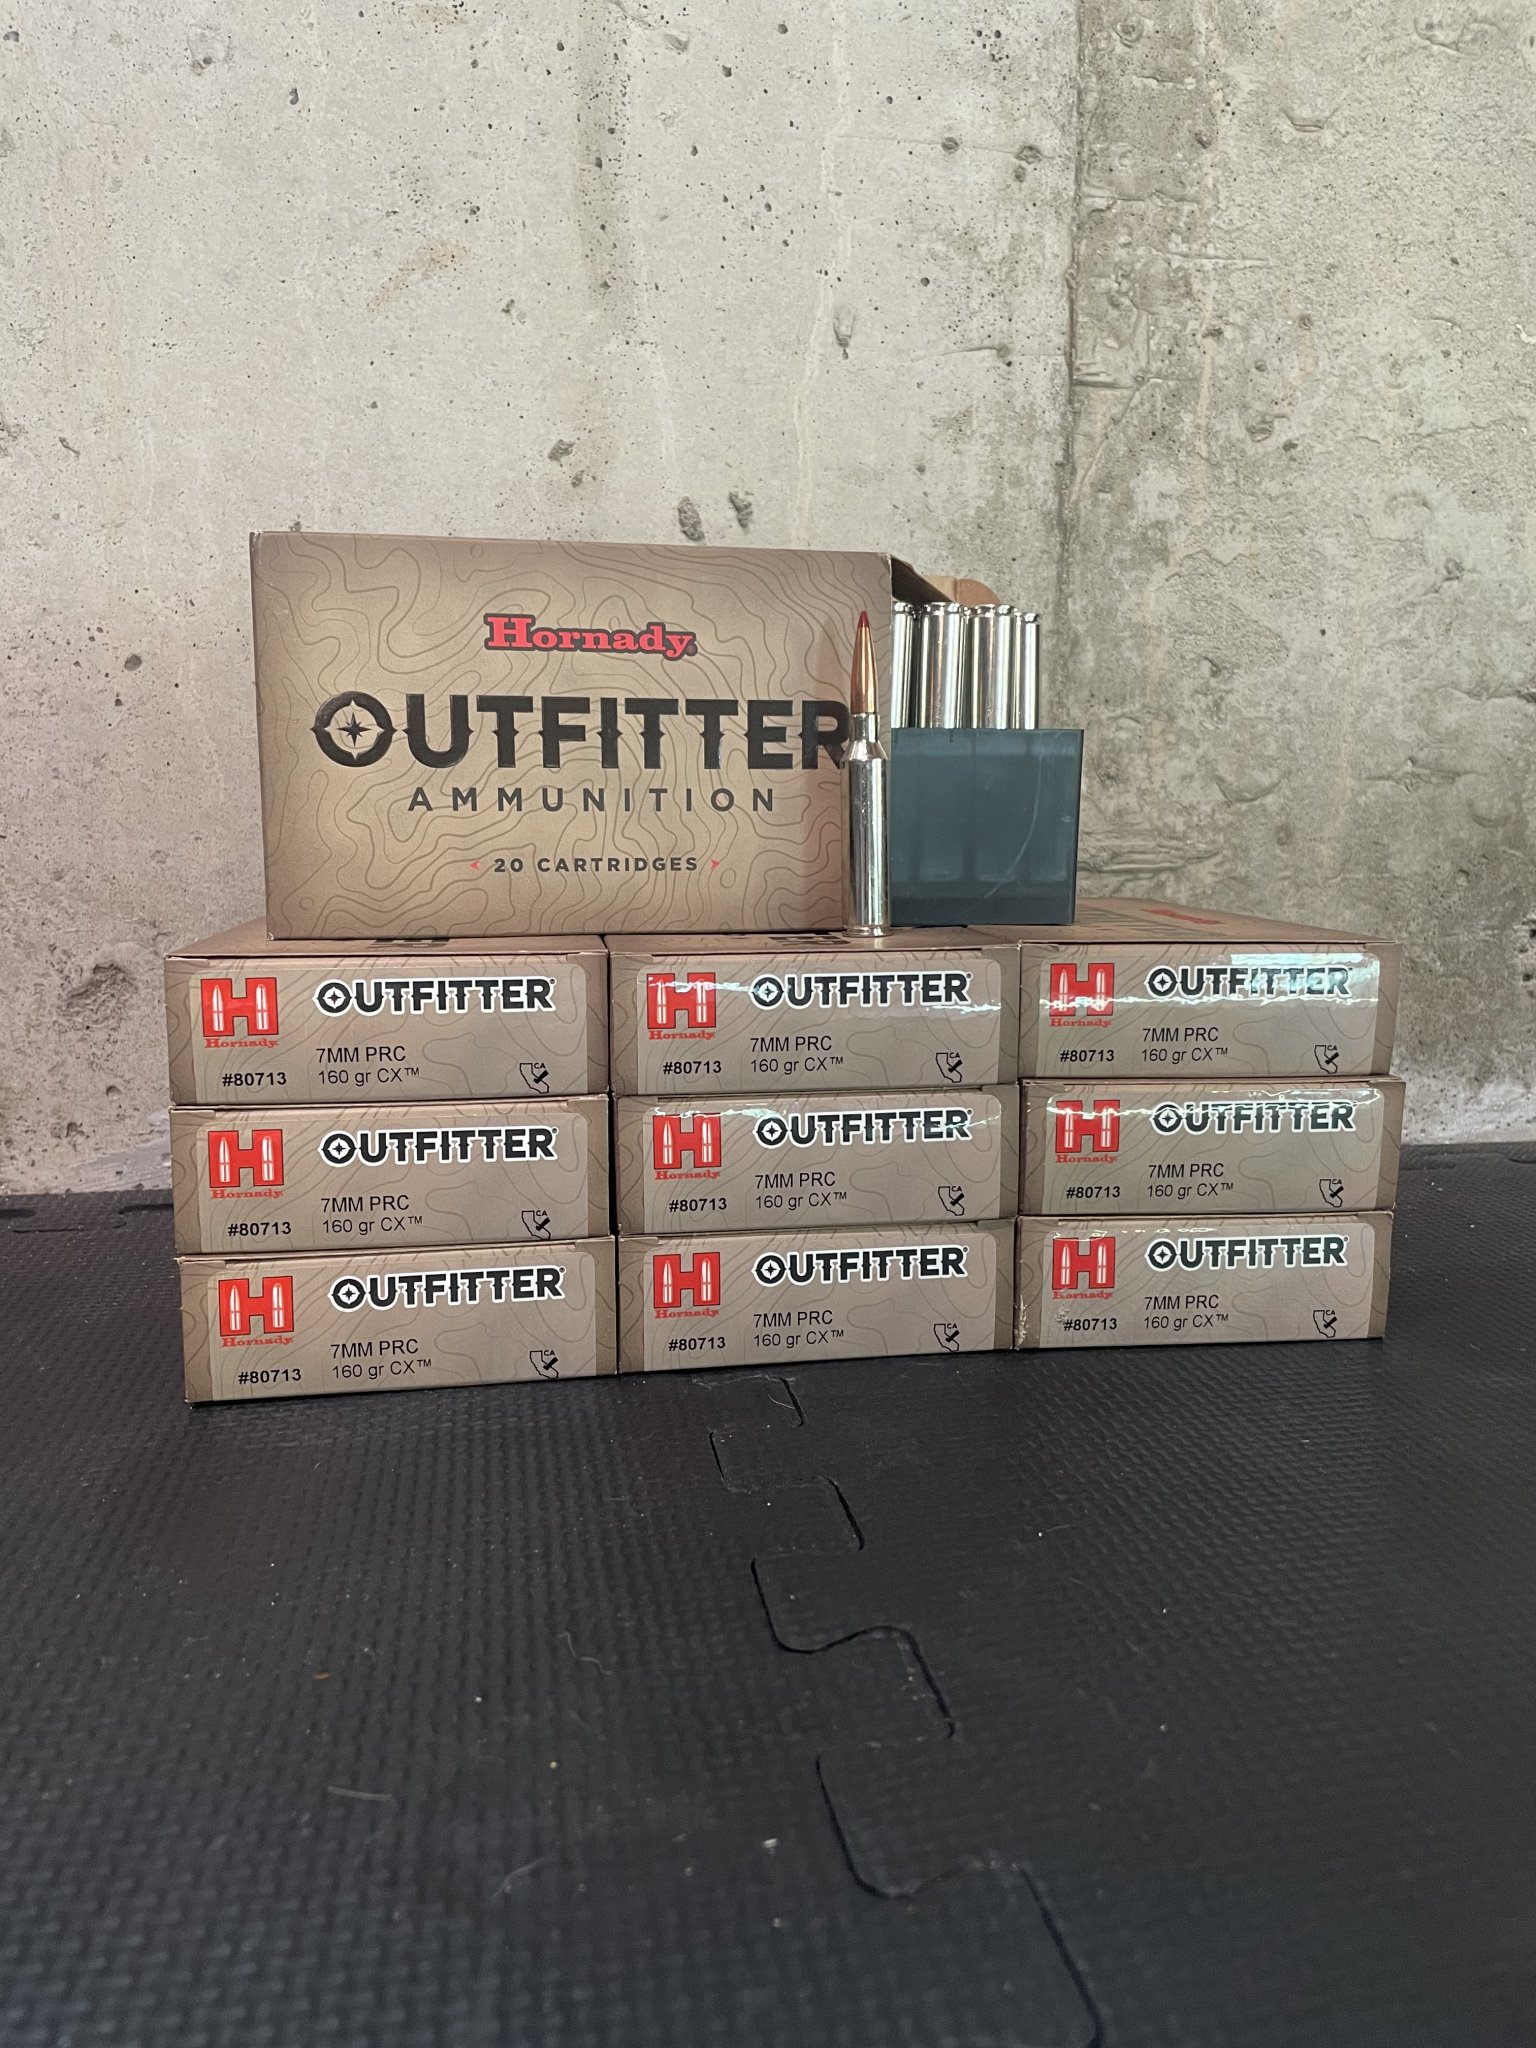 Hornady
OUTFITTER
AMMUNITION
20 CARTRIDGES
H
Hornady
OUTFITTER®
7MM PRC
#80713
160 gr CX™
CA
H
Hornady
OUTFITTER®
7MM PRC
#80713
160 gr CX™
CA
H
Hornady
OUTFITTER®
7MM PRC
#80713
160 gr CX™
CA
H
Hornady
OUTFITTER®
7MM PRC
#80713
160 gr CX™
CA
H
Hornady
OUTFITTER®
7MM PRC
#80713
160 gr CX™
CA
H
Hornady
OUTFITTER®
7MM PRC
#80713
160 gr CX™
CA
H
Hornady
OUTFITTER®
7MM PRC
#80713
160 gr CX™
CA
H
Hornady
OUTFITTER®
7MM PRC
#80713
160 gr CX™
CA
H
Hornady
OUTFITTER®
7MM PRC
#80713
160 gr CX™
CA